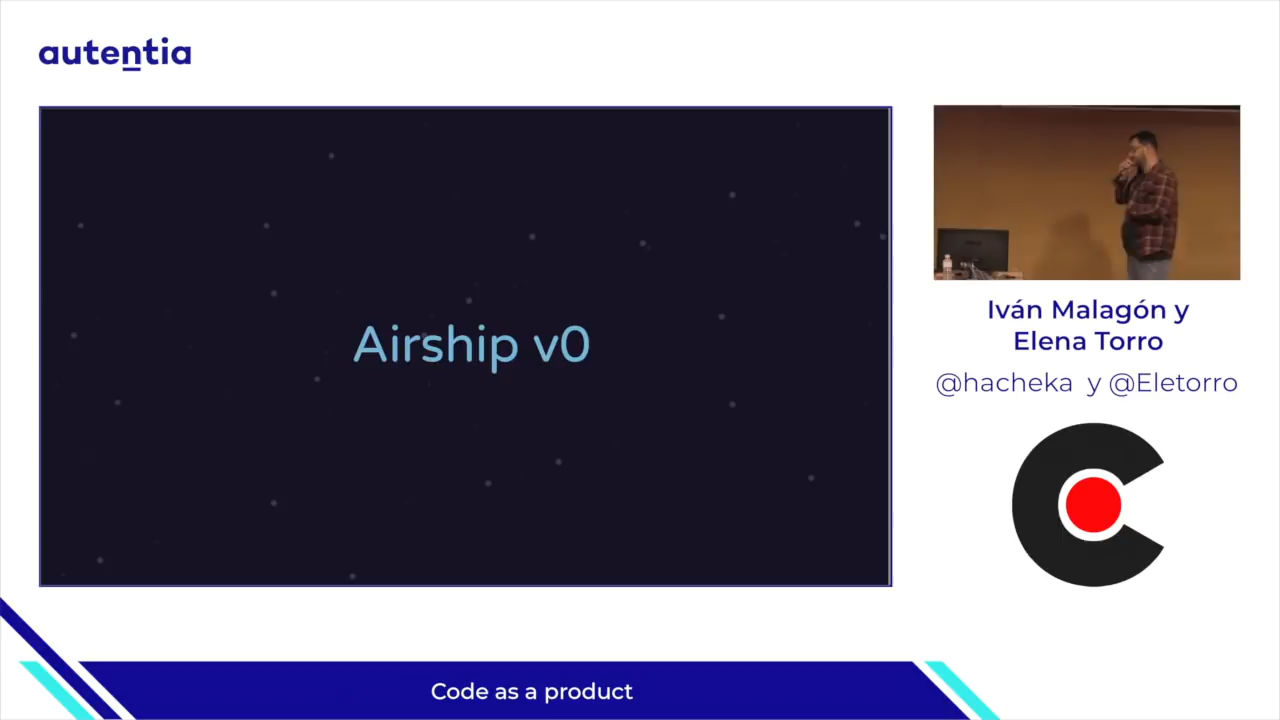 autentia
Airship v0
Iván Malagón y
Elena Torro
@hacheka y @Eletorro
Code as a product